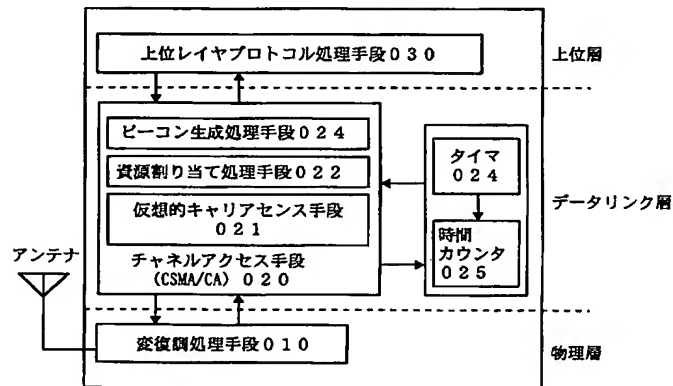 上位レイヤプロトコル処理手段030
上位層
ビーコン生成処理手段024
資源割り当て処理手段022
仮想的キャリアセンス手段
021
チャネルアクセス手段
(CSMA/CA) 020
タイマ
024
時間
カウンタ
025
データリンク層
アンテナ
変復調処理手段010
物理層